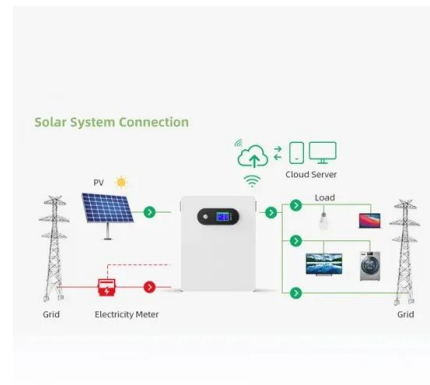 Solar System Connection
Cloud Server
PV
Load
Grid
Electricity Meter
Grid